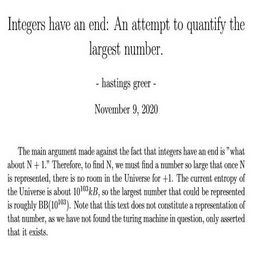 Integers have an end: An attempt to quantify the
largest number.
- hastings greer -
November 9, 2020
The main argument made against the fact that integers have an end is "what
about N + 1." Therefore, to find N, we must find a number so large that once N
is represented, there is no room in the Universe for +1. The current entropy of
the Universe is about 10¹⁰³kB, so the largest number that could be represented
is roughly BB(10¹⁰³). Note that this text does not constitute a representation of
that number, as we have not found the turing machine in question, only asserted
that it exists.